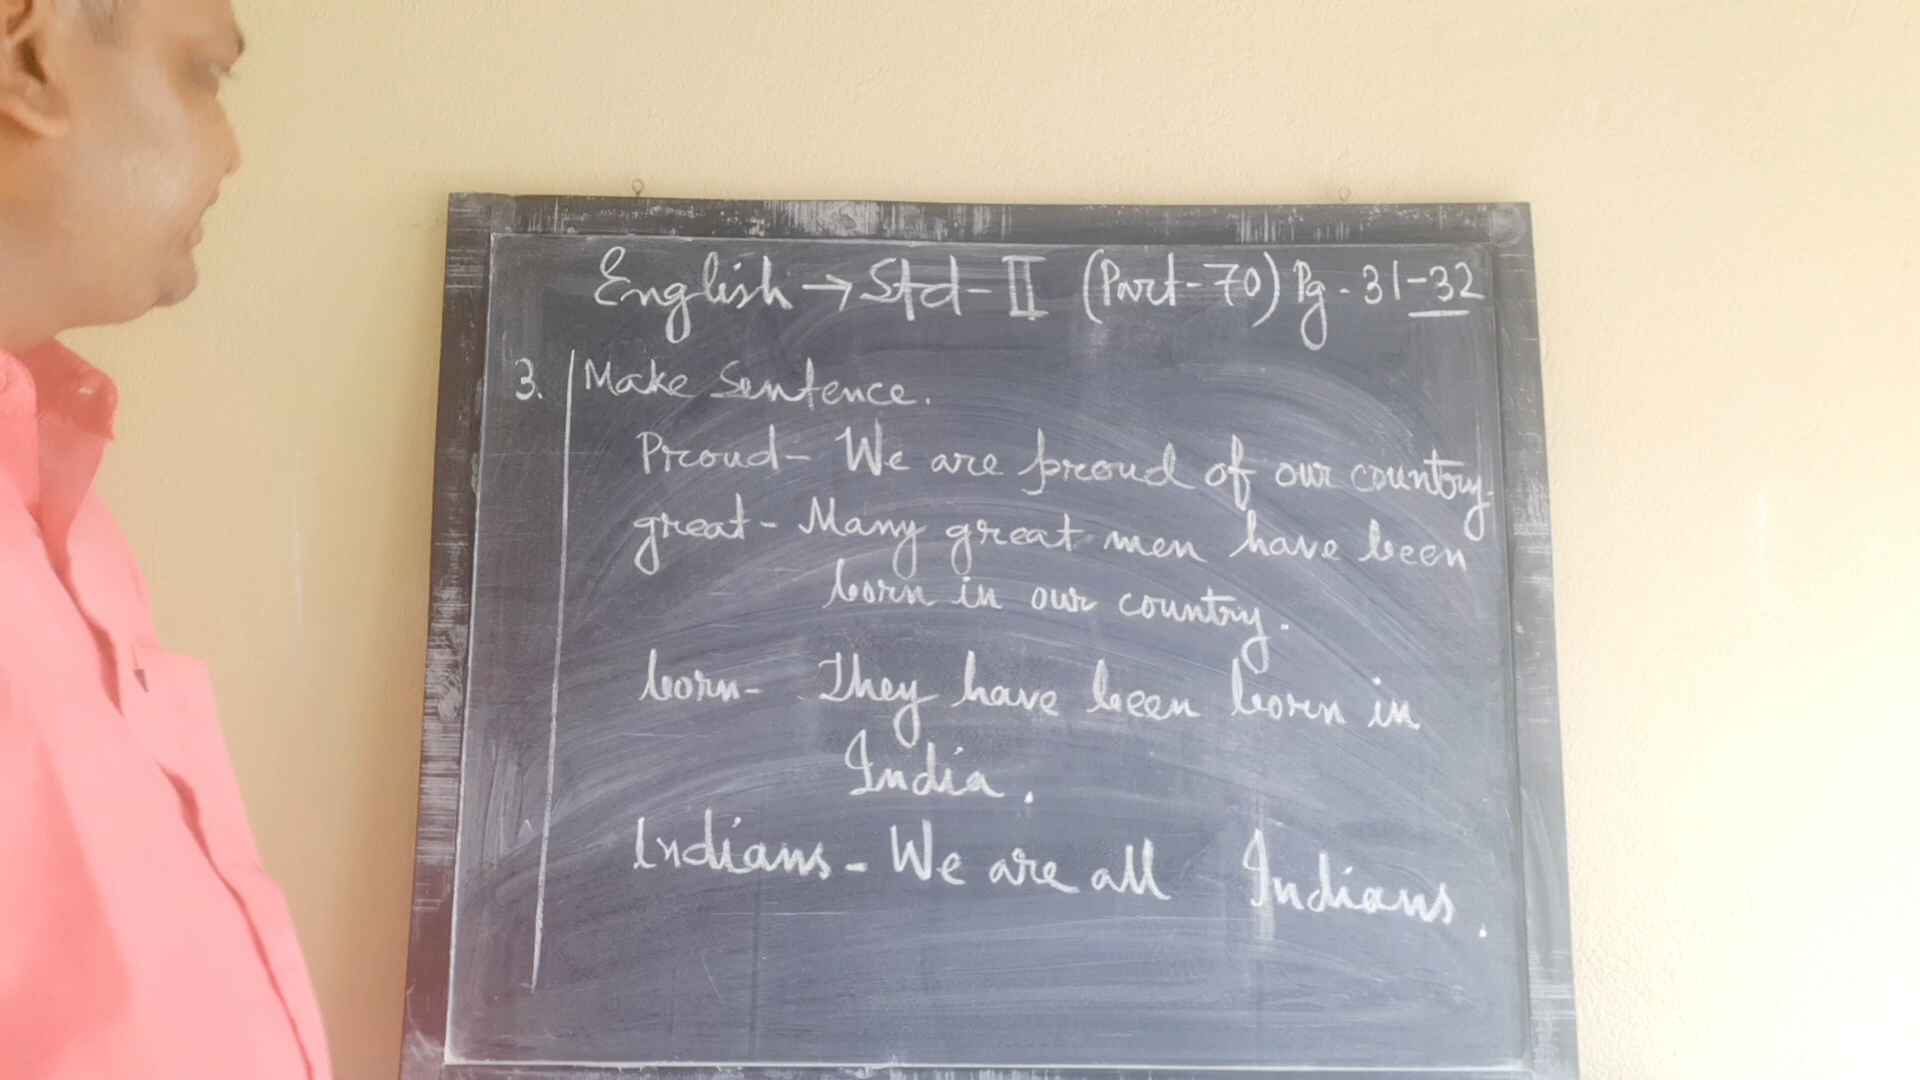 English → Std - II (Part - 70) Pg - 31-32
3. Make Sentence.
Proud - We are proud of our country.
great - Many great men have been
born in our country.
born - They have been born in
India.
Indians - We are all Indians.